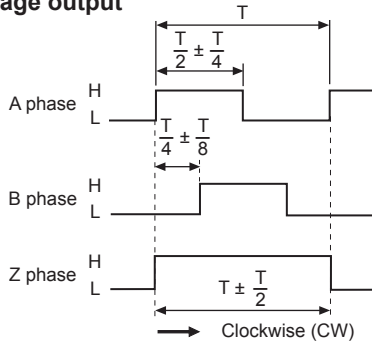 age output
T
T/2 ± T/4
A phase H
L
T/4 ± T/8
B phase H
L
Z phase H
L
T ± T/2
Clockwise (CW)